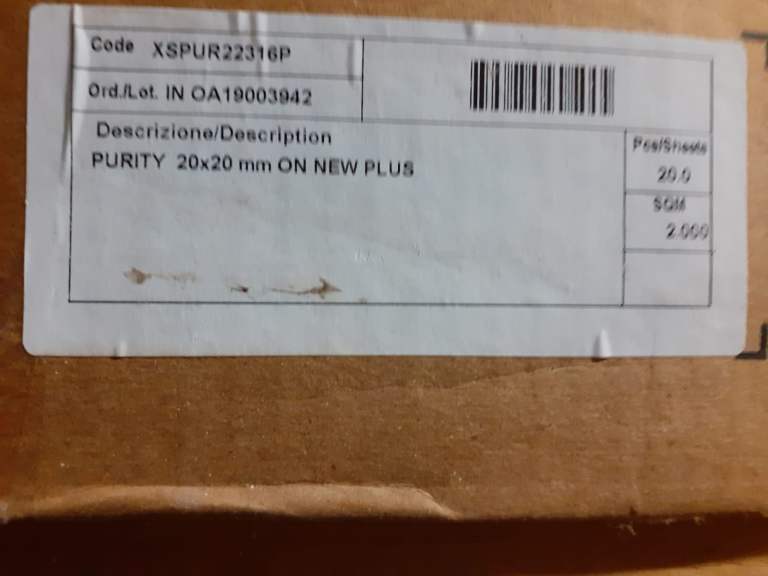 Code XSPUR22316P
Ord./Lot. IN OA19003942
Descrizione/Description
PURITY 20x20 mm ON NEW PLUS
Pcs/Sheets
20.0
SQM
2.000